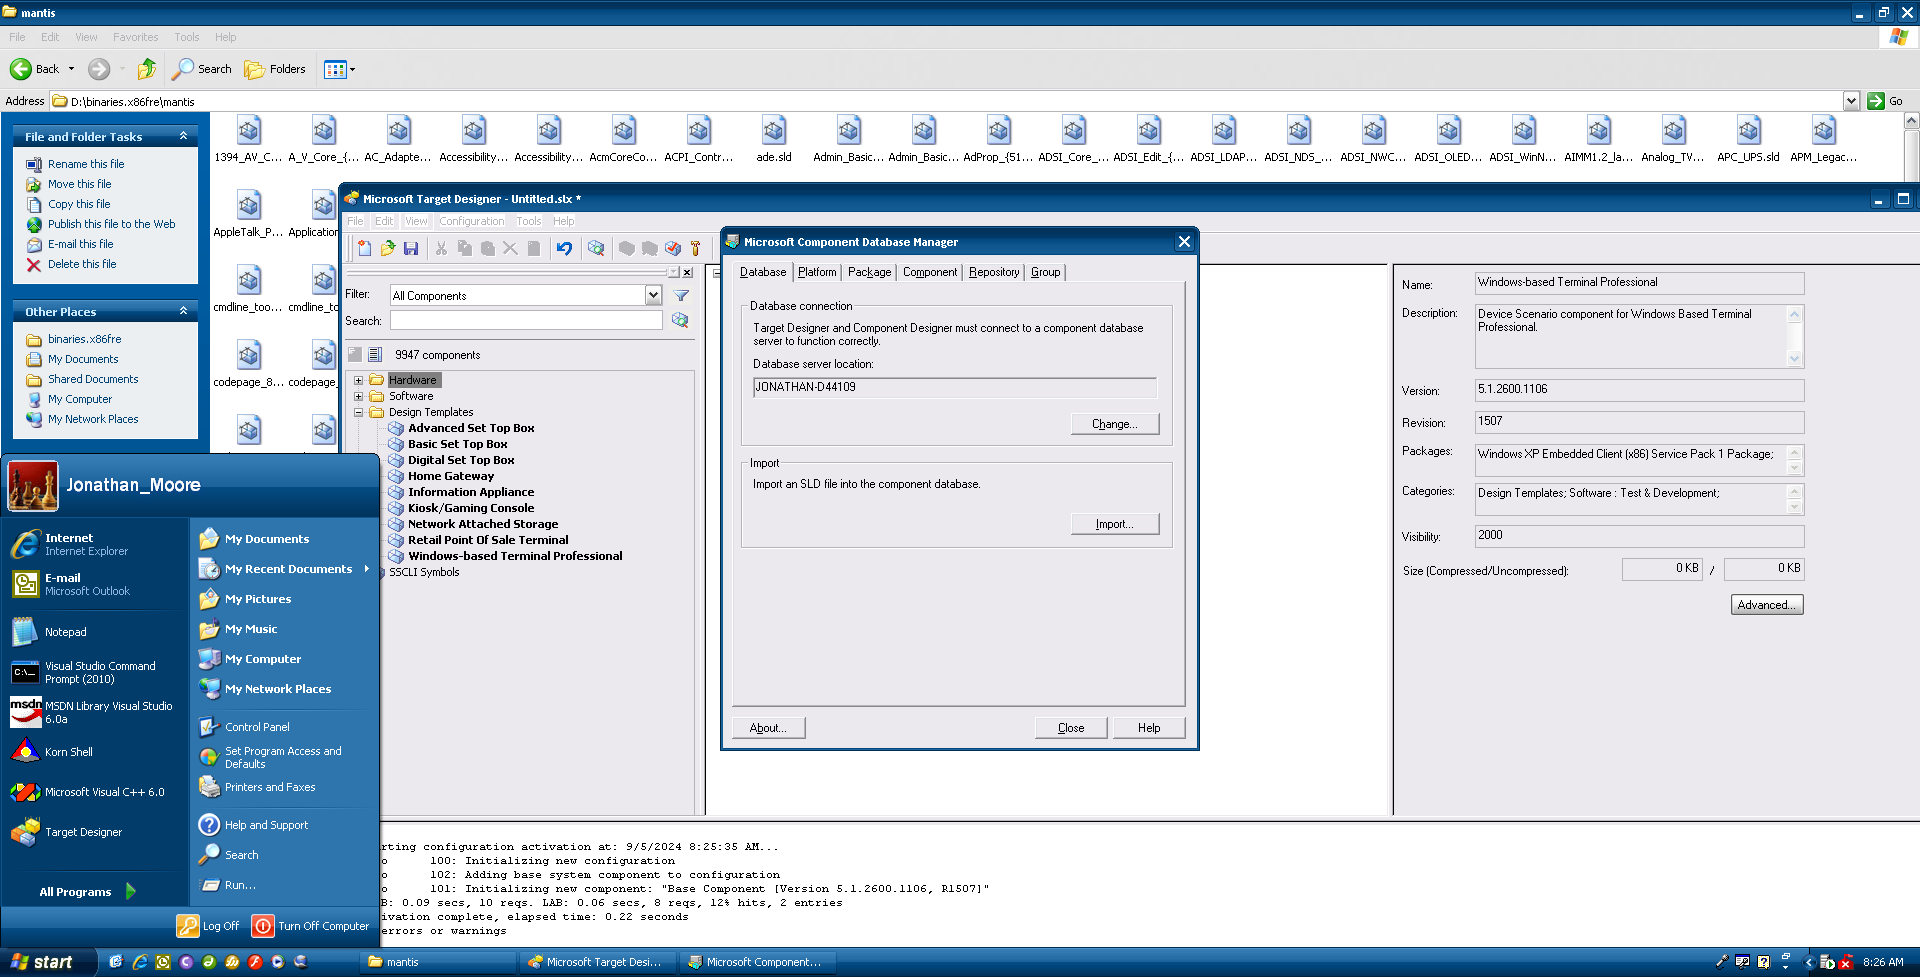 mantis
File Edit View Favorites Tools Help
Back Search Folders
Address D:\binaries.x86fre\mantis Go
File and Folder Tasks
Rename this file
Move this file
Copy this file
Publish this file to the Web
E-mail this file
Delete this file
Other Places
binaries.x86fre
My Documents
Shared Documents
My Computer
My Network Places
1394_AV_C... A_V_Core_{... AC_Adapte... Accessibility... Accessibility... AcmCoreCo... ACPI_Contr... ade.sld Admin_Basic... Admin_Basic... AdProp_{51... ADSI_Core_... ADSI_Edit_{... ADSI_LDAP... ADSI_NDS_... ADSI_NWC... ADSI_OLED... ADSI_WinN... AIMM1.2_la... Analog_TV... APC_UPS.sld APM_Legac...
AppleTalk_P... Application
cmdline_too... cmdline_to
codepage_8... codepage_
Microsoft Target Designer - Untitled.slx *
File Edit View Configuration Tools Help
Filter: All Components
Search:
9947 components
Hardware
Software
Design Templates
Advanced Set Top Box
Basic Set Top Box
Digital Set Top Box
Home Gateway
Information Appliance
Kiosk/Gaming Console
Network Attached Storage
Retail Point Of Sale Terminal
Windows-based Terminal Professional
SSCLI Symbols
Microsoft Component Database Manager
Database Platform Package Component Repository Group
Database connection
Target Designer and Component Designer must connect to a component database
server to function correctly.
Database server location:
JONATHAN-D44109
Change...
Import
Import an SLD file into the component database.
Import...
About... Close Help
Name: Windows-based Terminal Professional
Description: Device Scenario component for Windows Based Terminal
Professional.
Version: 5.1.2600.1106
Revision: 1507
Packages: Windows XP Embedded Client (x86) Service Pack 1 Package;
Categories: Design Templates; Software : Test & Development;
Visibility: 2000
Size (Compressed/Uncompressed): 0 KB / 0 KB
Advanced...
rting configuration activation at: 9/5/2024 8:25:35 AM...
o 100: Initializing new configuration
o 102: Adding base system component to configuration
o 101: Initializing new component: "Base Component [Version 5.1.2600.1106, R1507]"
B: 0.09 secs, 10 reqs. LAB: 0.06 secs, 8 reqs, 12% hits, 2 entries
ivation complete, elapsed time: 0.22 seconds
errors or warnings
Jonathan_Moore
Internet
Internet Explorer
E-mail
Microsoft Outlook
Notepad
C:\_
Visual Studio Command
Prompt (2010)
msdn
MSDN Library Visual Studio
6.0a
Korn Shell
Microsoft Visual C++ 6.0
Target Designer
All Programs
My Documents
My Recent Documents
My Pictures
My Music
My Computer
My Network Places
Control Panel
Set Program Access and
Defaults
Printers and Faxes
Help and Support
Search
Run...
Log Off Turn Off Computer
start mantis Microsoft Target Desi... Microsoft Component... 8:26 AM